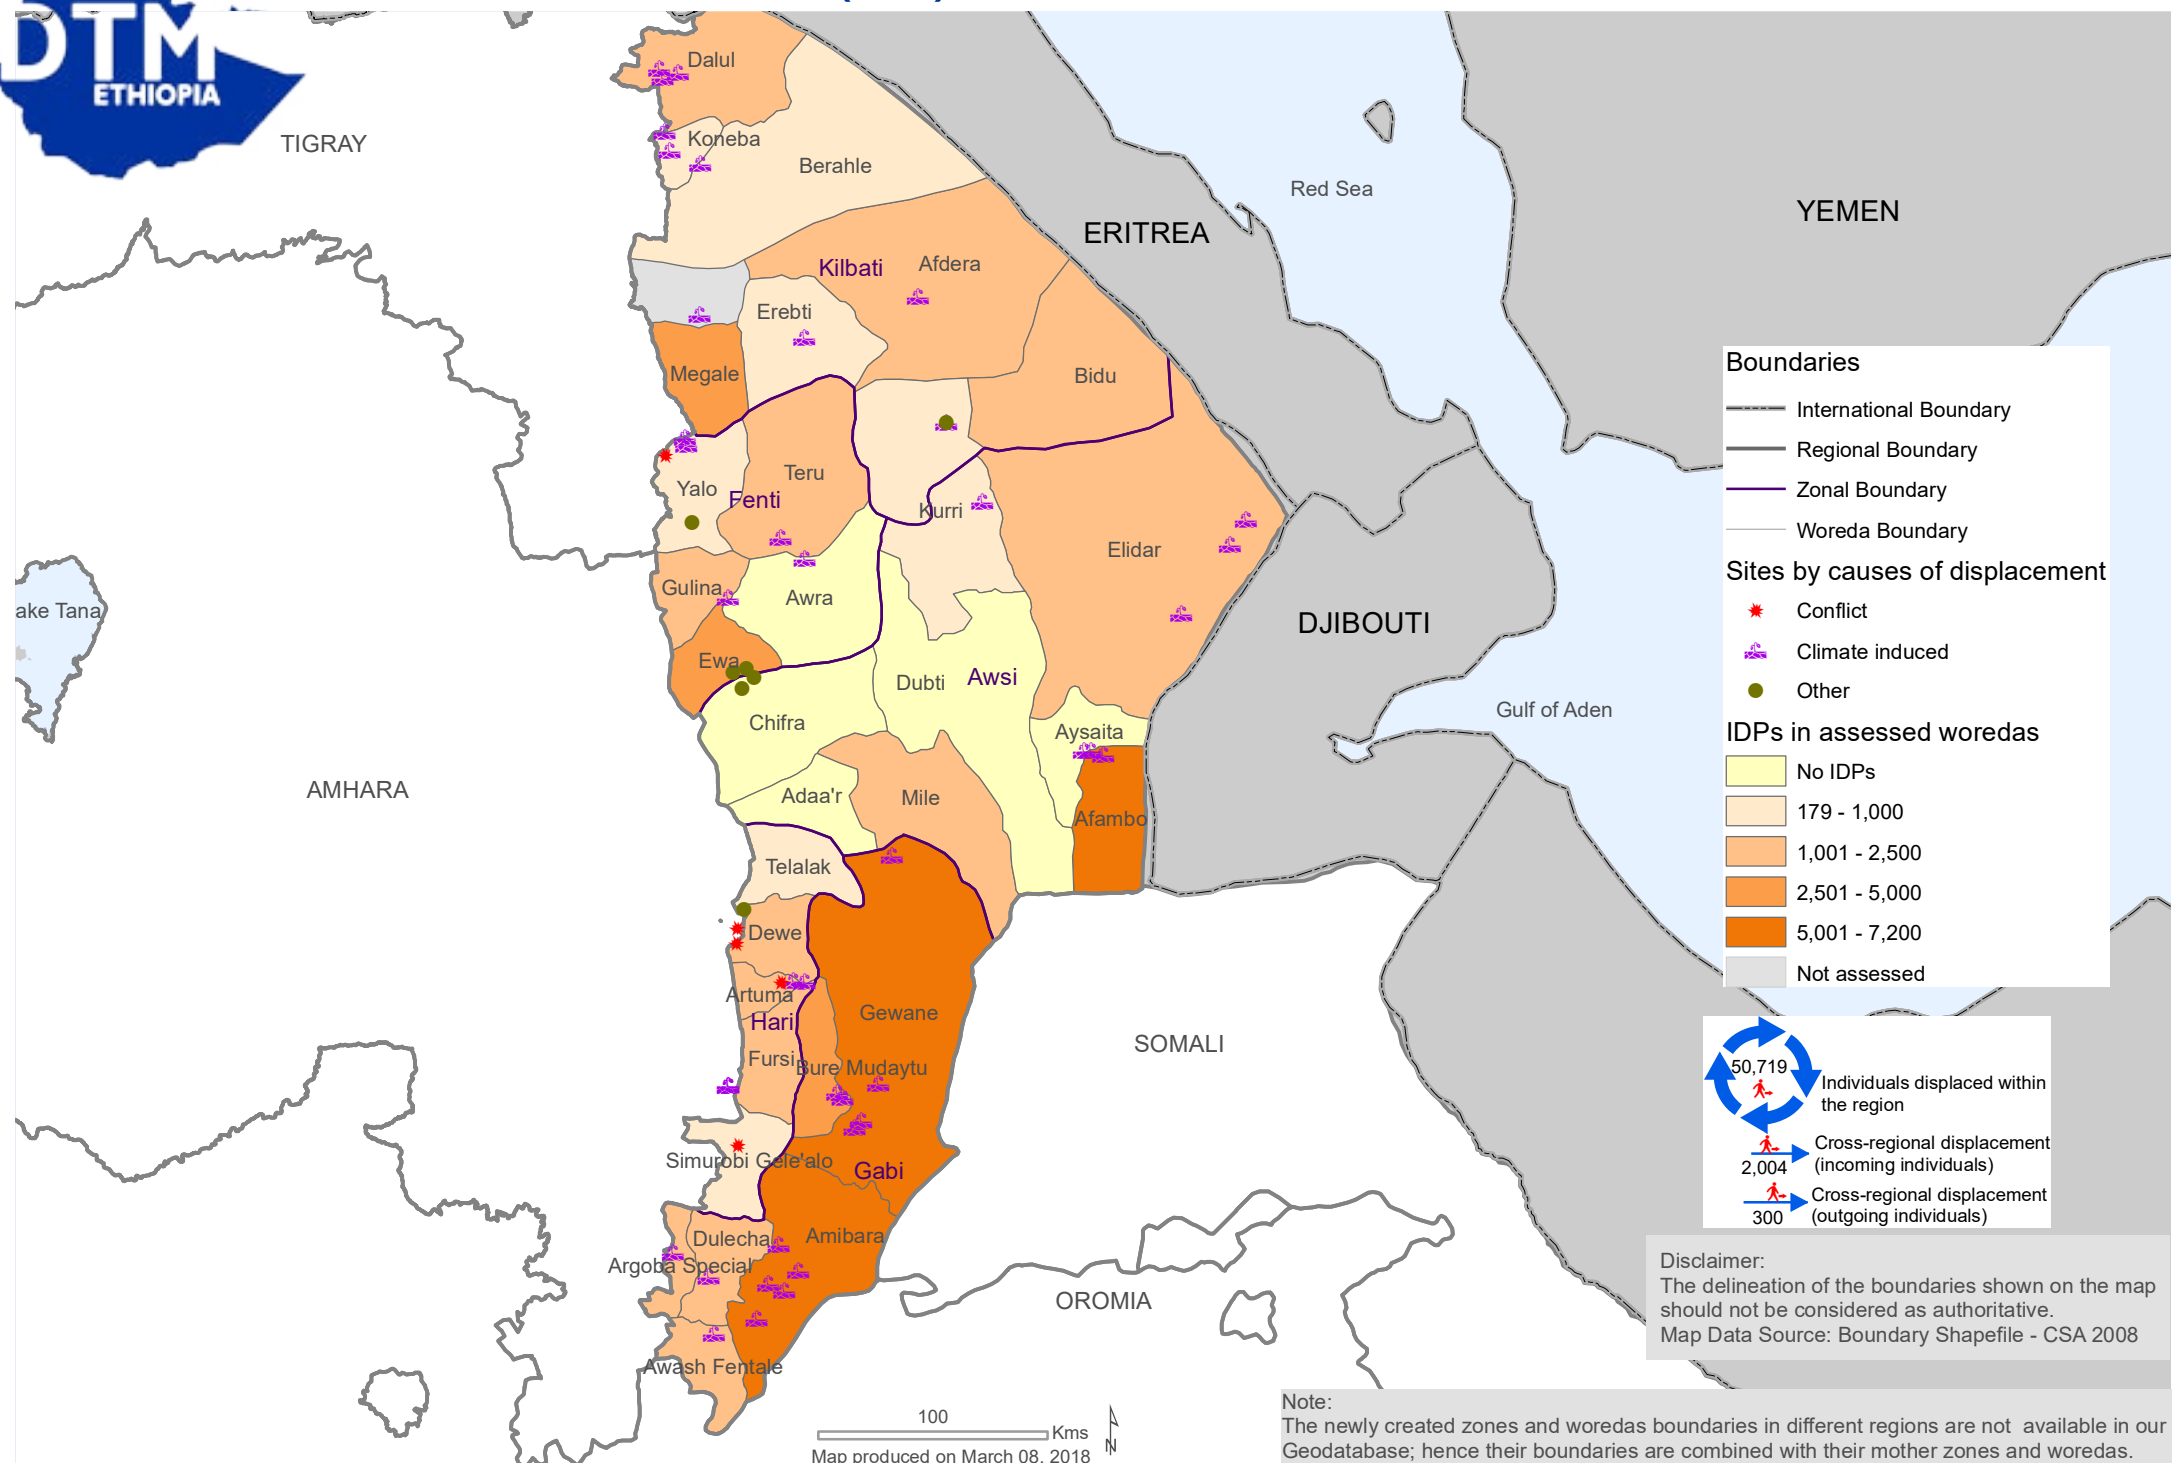 DTM
ETHIOPIA
TIGRAY
Dalul
Koneba
Berahle
Red Sea
YEMEN
ERITREA
Kilbati
Afdera
Erebti
Megale
Bidu
Teru
Yalo
Fenti
Kurri
Elidar
Gulina
Awra
ake Tana
DJIBOUTI
Ewa
Dubti
Awsi
Chifra
Aysaita
Gulf of Aden
AMHARA
Adaa'r
Mile
Afambo
Telalak
Dewe
Artuma
Gewane
Hari
Fursi
Bure Mudaytu
SOMALI
Simurobi Gele'alo
Gabi
Dulecha
Amibara
Argoba Special
OROMIA
Awash Fentale
Boundaries
International Boundary
Regional Boundary
Zonal Boundary
Woreda Boundary
Sites by causes of displacement
Conflict
Climate induced
Other
IDPs in assessed woredas
No IDPs
179 - 1,000
1,001 - 2,500
2,501 - 5,000
5,001 - 7,200
Not assessed
50,719
Individuals displaced within
the region
Cross-regional displacement
(incoming individuals)
2,004
Cross-regional displacement
(outgoing individuals)
300
Disclaimer:
The delineation of the boundaries shown on the map
should not be considered as authoritative.
Map Data Source: Boundary Shapefile - CSA 2008
100
Kms
N
Map produced on March 08, 2018
Note:
The newly created zones and woredas boundaries in different regions are not available in our
Geodatabase; hence their boundaries are combined with their mother zones and woredas.